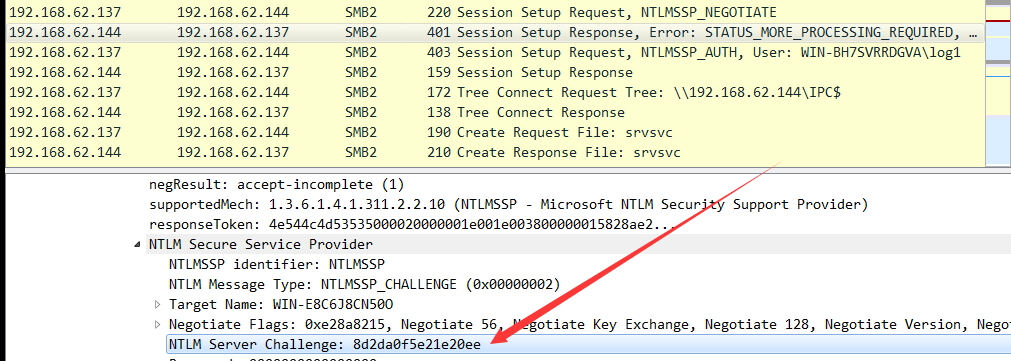 192.168.62.137 192.168.62.144 SMB2 220 Session Setup Request, NTLMSSP_NEGOTIATE
192.168.62.144 192.168.62.137 SMB2 401 Session Setup Response, Error: STATUS_MORE_PROCESSING_REQUIRED, …
192.168.62.137 192.168.62.144 SMB2 403 Session Setup Request, NTLMSSP_AUTH, User: WIN-BH7SVRRDGVA\log1
192.168.62.144 192.168.62.137 SMB2 159 Session Setup Response
192.168.62.137 192.168.62.144 SMB2 172 Tree Connect Request Tree: \\192.168.62.144\IPC$
192.168.62.144 192.168.62.137 SMB2 138 Tree Connect Response
192.168.62.137 192.168.62.144 SMB2 190 Create Request File: srvsvc
192.168.62.144 192.168.62.137 SMB2 210 Create Response File: srvsvc
negResult: accept-incomplete (1)
supportedMech: 1.3.6.1.4.1.311.2.2.10 (NTLMSSP - Microsoft NTLM Security Support Provider)
responseToken: 4e544c4d53535000020000001e001e003800000015828ae2...
NTLM Secure Service Provider
NTLMSSP identifier: NTLMSSP
NTLM Message Type: NTLMSSP_CHALLENGE (0x00000002)
Target Name: WIN-E8C6J8CN50O
Negotiate Flags: 0xe28a8215, Negotiate 56, Negotiate Key Exchange, Negotiate 128, Negotiate Version, Negot
NTLM Server Challenge: 8d2da0f5e21e20ee